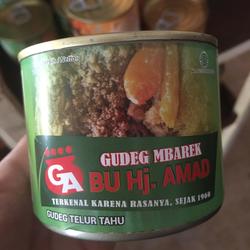 GUDEG MBAREK
GA
BU Hj. AMAD
TERKENAL KARENA RASANYA, SEJAK 1960
GUDEG TELUR TAHU